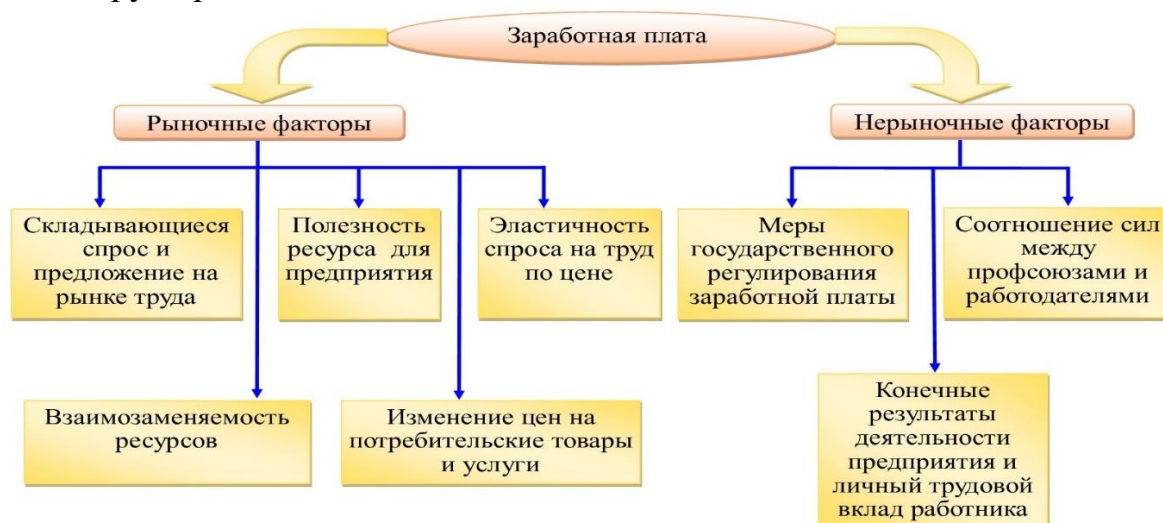 Заработная плата
Рыночные факторы
Нерыночные факторы
Складывающиеся
спрос и
предложение на
рынке труда
Полезность
ресурса для
предприятия
Эластичность
спроса на труд
по цене
Меры
государственного
регулирования
заработной платы
Соотношение сил
между
профсоюзами и
работодателями
Взаимозаменяемость
ресурсов
Изменение цен на
потребительские товары
и услуги
Конечные
результаты
деятельности
предприятия и
личный трудовой
вклад работника